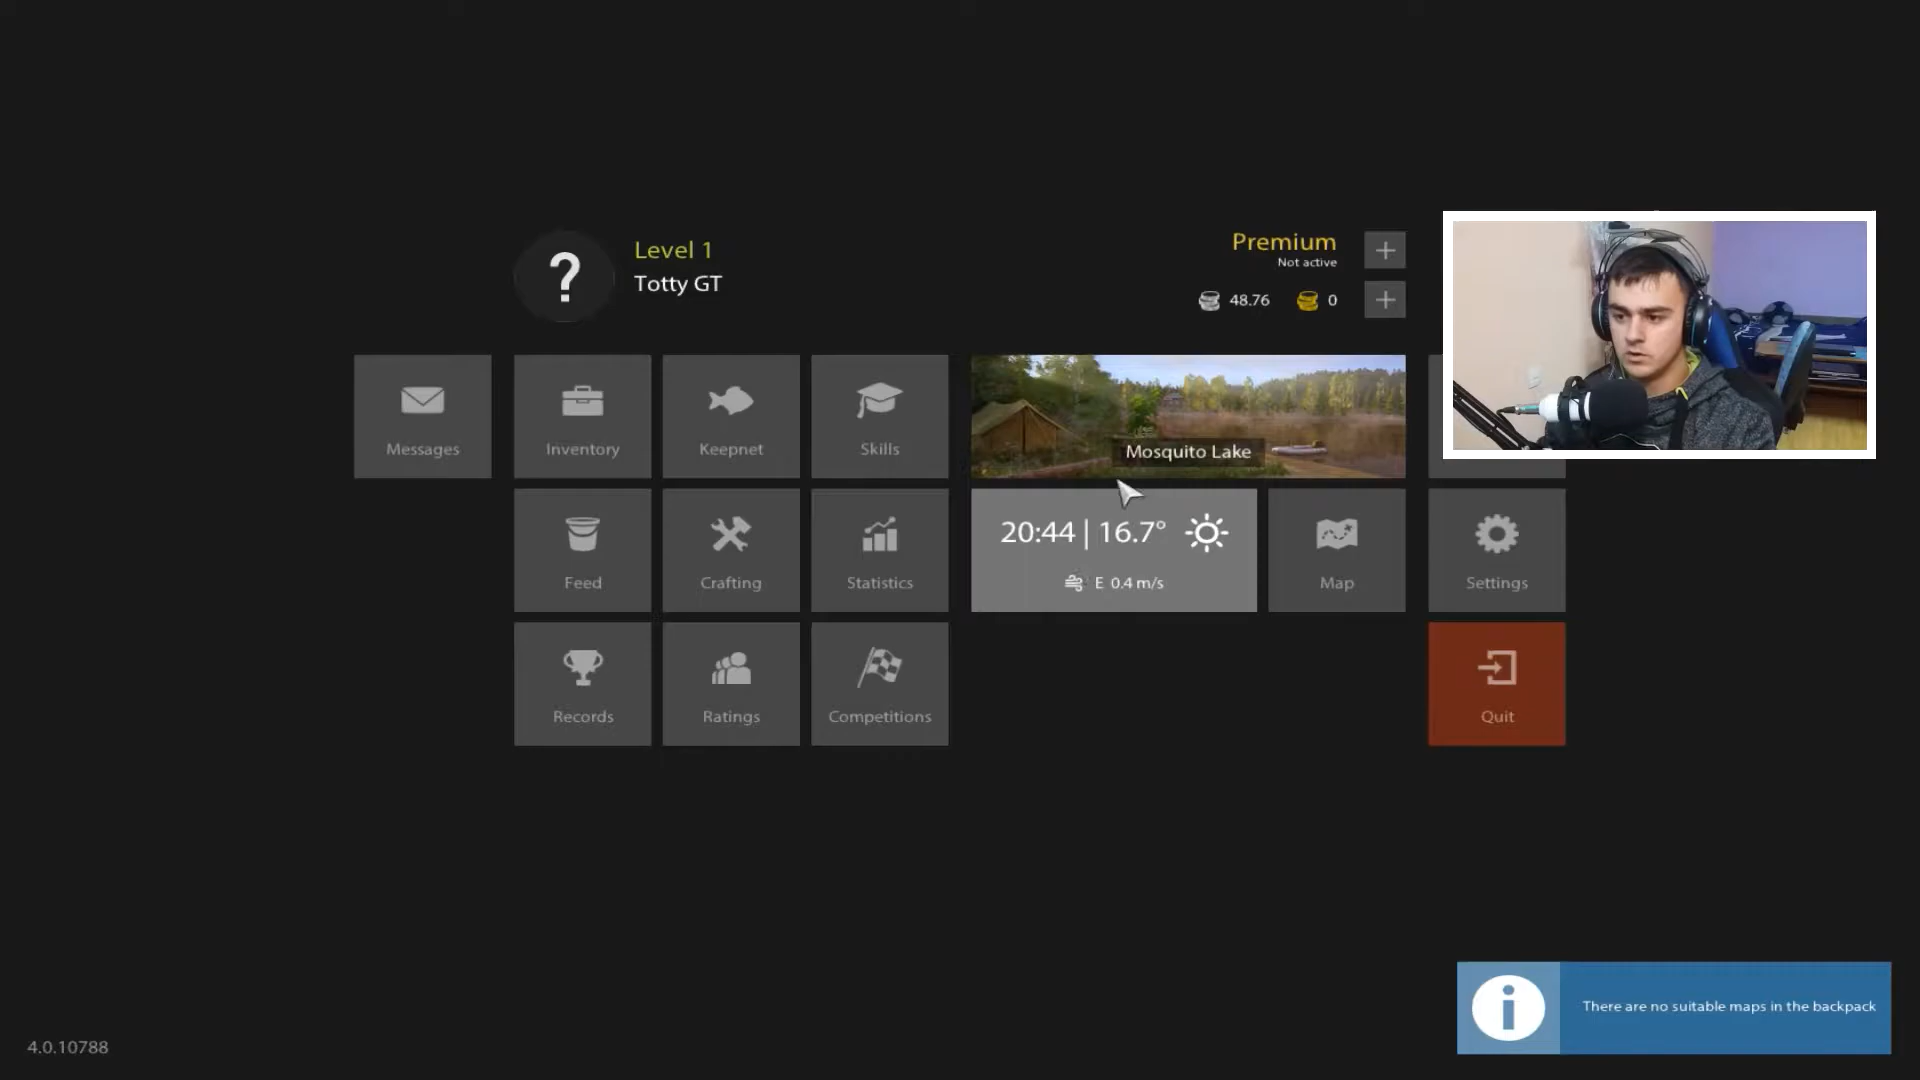 Level 1
Totty GT
Premium
Not active
48.76 0
Messages
Inventory
Keepnet
Skills
Mosquito Lake
Feed
Crafting
Statistics
20:44 | 16.7°
E 0.4 m/s
Map
Settings
Records
Ratings
Competitions
Quit
There are no suitable maps in the backpack
4.0.10788